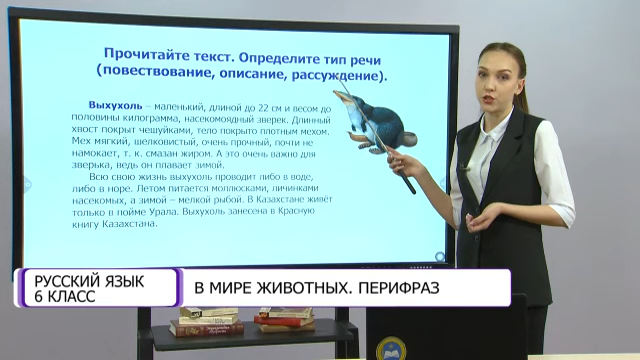 Прочитайте текст. Определите тип речи
(повествование, описание, рассуждение).
Выхухоль – маленький, длиной до 22 см и весом до
половины килограмма, насекомоядный зверек. Длинный
хвост покрыт чешуйками, тело покрыто плотным мехом.
Мех мягкий, шелковистый, очень прочный, почти не
намокает, т. к. смазан жиром. А это очень важно для
зверька, ведь он плавает зимой.
Всю свою жизнь выхухоль проводит либо в воде,
либо в норе. Летом питается моллюсками, личинками
насекомых, а зимой – мелкой рыбой. В Казахстане живёт
только в пойме Урала. Выхухоль занесена в Красную
книгу Казахстана.
РУССКИЙ ЯЗЫК
6 КЛАСС
В МИРЕ ЖИВОТНЫХ. ПЕРИФРАЗ